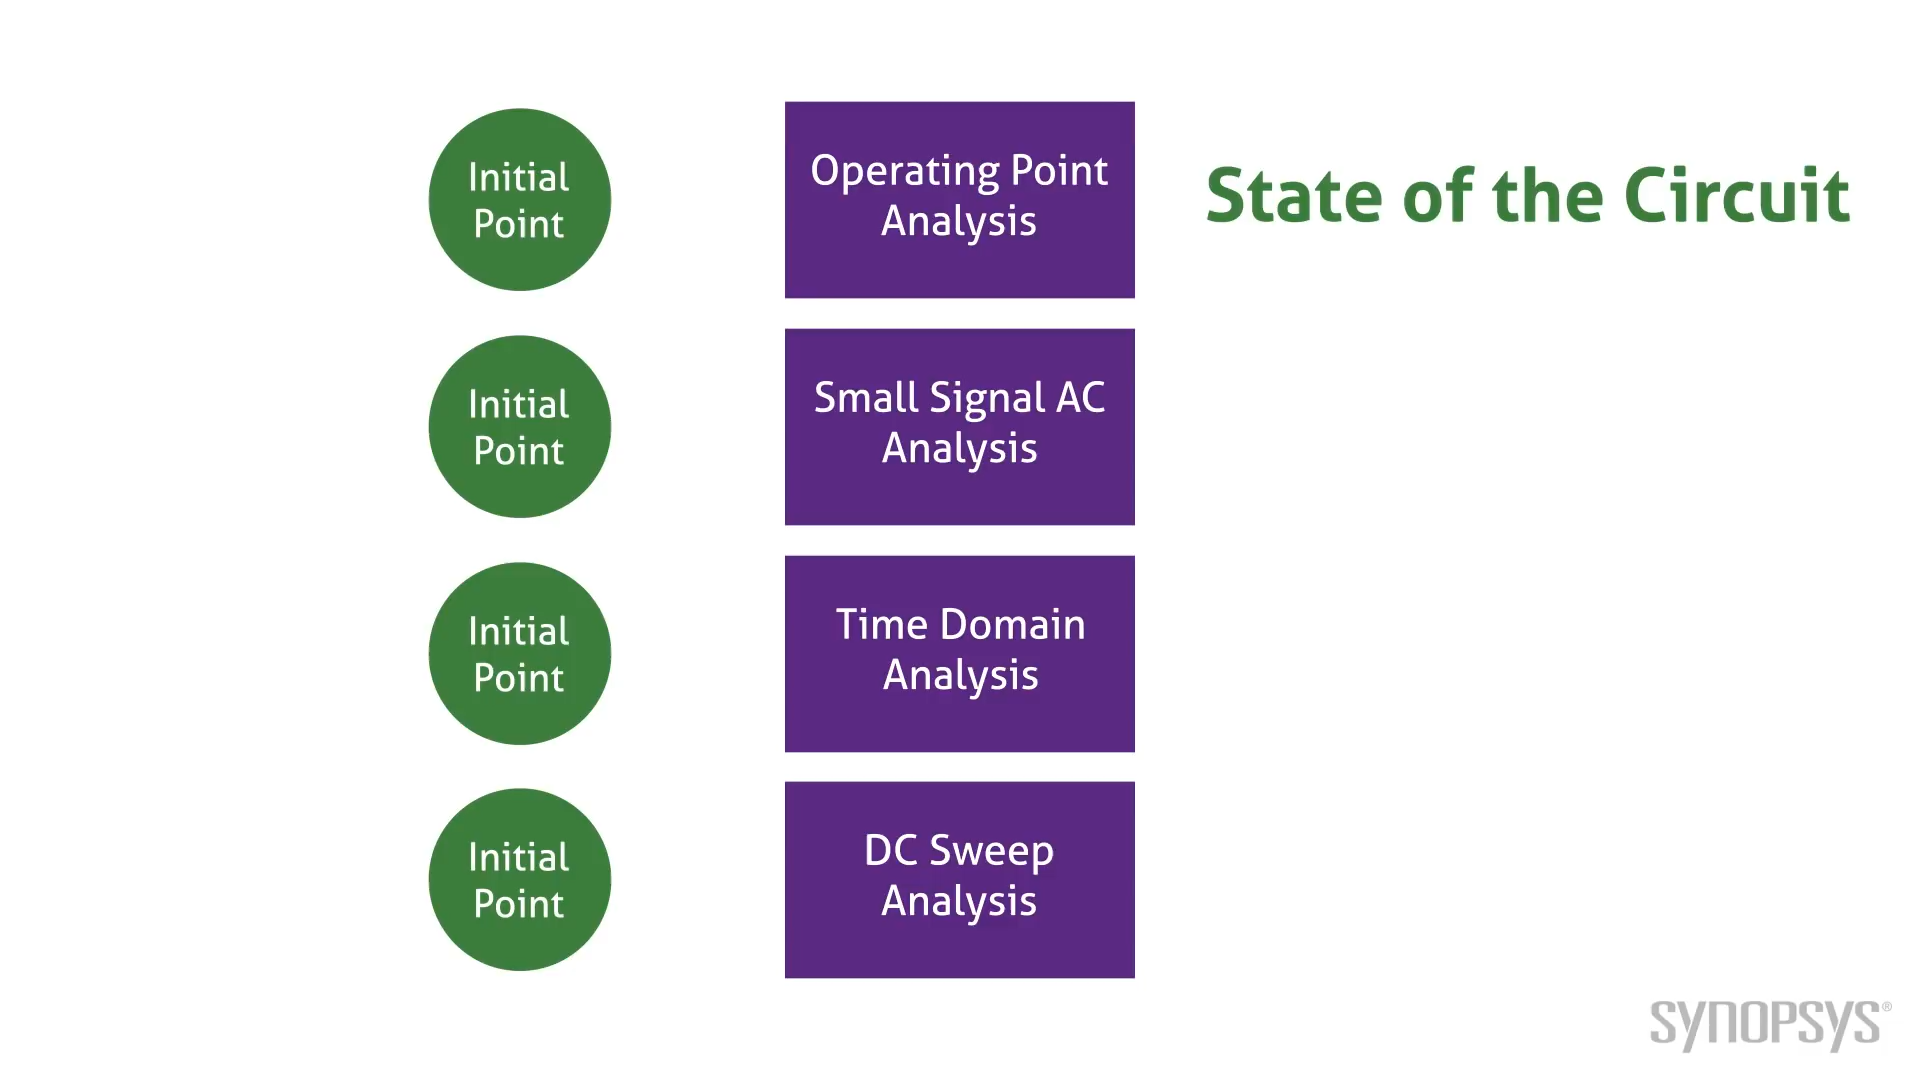 Initial
Point
Operating Point
Analysis
State of the Circuit
Initial
Point
Small Signal AC
Analysis
Initial
Point
Time Domain
Analysis
Initial
Point
DC Sweep
Analysis
SYNOPSYS®